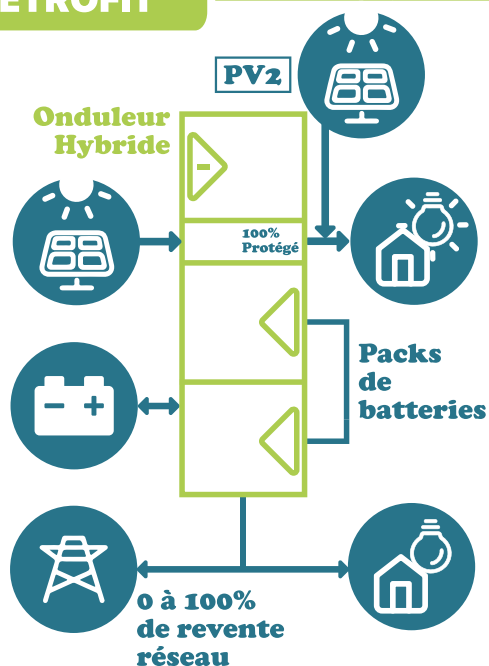 ETROFIT
PV2
Onduleur
Hybride
100%
Protégé
Packs
de
batteries
0 à 100%
de revente
réseau